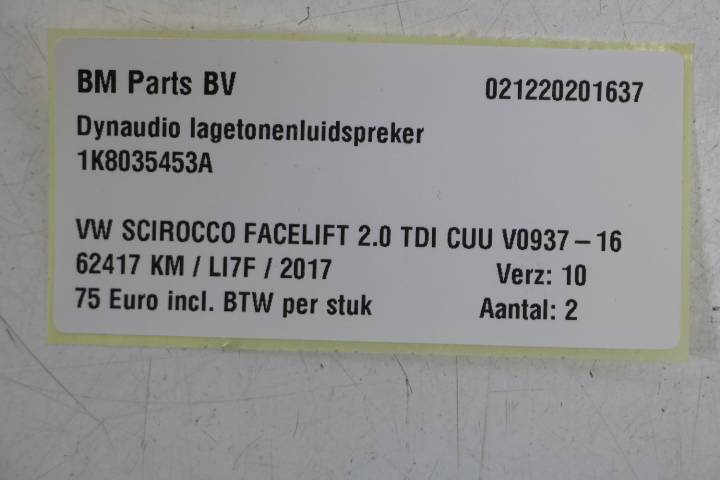 BM Parts BV 021220201637
Dynaudio lagetonenluidspreker
1K8035453A
VW SCIROCCO FACELIFT 2.0 TDI CUU V0937-16
62417 KM / LI7F / 2017 Verz: 10
75 Euro incl. BTW per stuk Aantal: 2